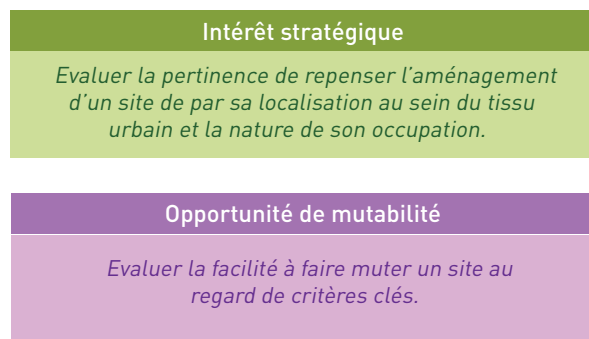 Intérêt stratégique
Evaluer la pertinence de repenser l’aménagement
d’un site de par sa localisation au sein du tissu
urbain et la nature de son occupation.
Opportunité de mutabilité
Evaluer la facilité à faire muter un site au
regard de critères clés.